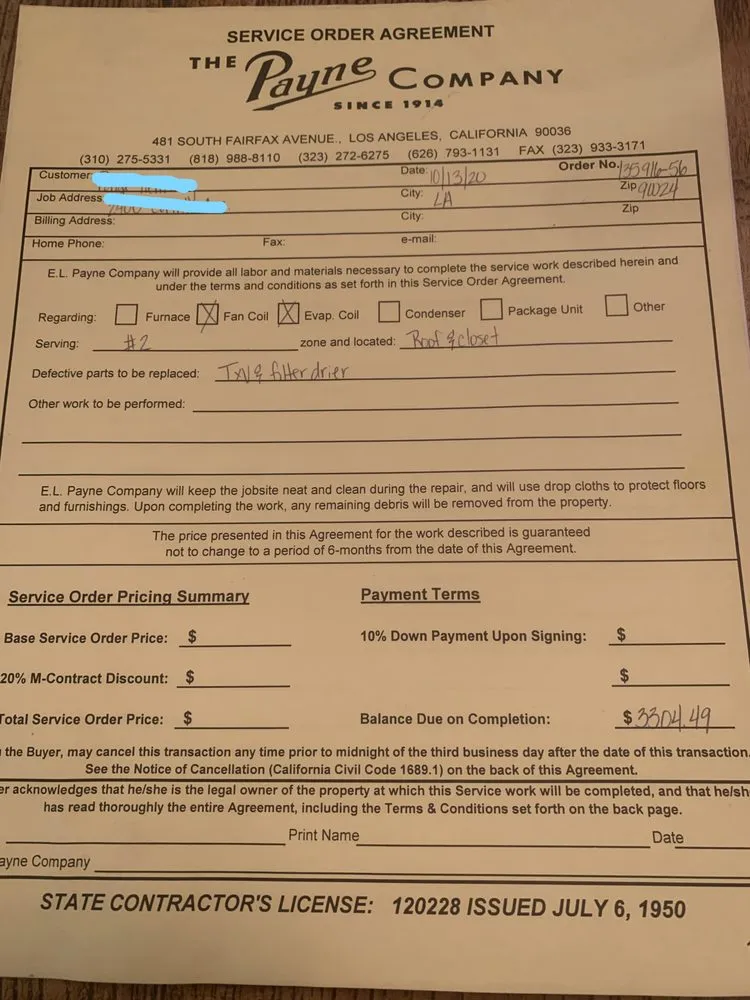 SERVICE ORDER AGREEMENT
THE Payne COMPANY
SINCE 1914
481 SOUTH FAIRFAX AVENUE., LOS ANGELES, CALIFORNIA 90036
(310) 275-5331 (818) 988-8110 (323) 272-6275 (626) 793-1131 FAX (323) 933-3171
Customer: Date: 10/13/20 Order No. 135916-56
Job Address: City: LA Zip 91024
Billing Address: City: Zip
Home Phone: Fax: e-mail:
E.L. Payne Company will provide all labor and materials necessary to complete the service work described herein and
under the terms and conditions as set forth in this Service Order Agreement.
Regarding: Furnace X Fan Coil X Evap. Coil Condenser Package Unit Other
Serving: #2 zone and located: Roof & closet
Defective parts to be replaced: TXV & filter drier
Other work to be performed:
E.L. Payne Company will keep the jobsite neat and clean during the repair, and will use drop cloths to protect floors
and furnishings. Upon completing the work, any remaining debris will be removed from the property.
The price presented in this Agreement for the work described is guaranteed
not to change to a period of 6-months from the date of this Agreement.
Service Order Pricing Summary Payment Terms
Base Service Order Price: $ 10% Down Payment Upon Signing: $
20% M-Contract Discount: $ $
Total Service Order Price: $ Balance Due on Completion: $ 3304.49
the Buyer, may cancel this transaction any time prior to midnight of the third business day after the date of this transaction.
See the Notice of Cancellation (California Civil Code 1689.1) on the back of this Agreement.
er acknowledges that he/she is the legal owner of the property at which this Service work will be completed, and that he/sh
has read thoroughly the entire Agreement, including the Terms & Conditions set forth on the back page.
Print Name Date
ayne Company
STATE CONTRACTOR'S LICENSE: 120228 ISSUED JULY 6, 1950